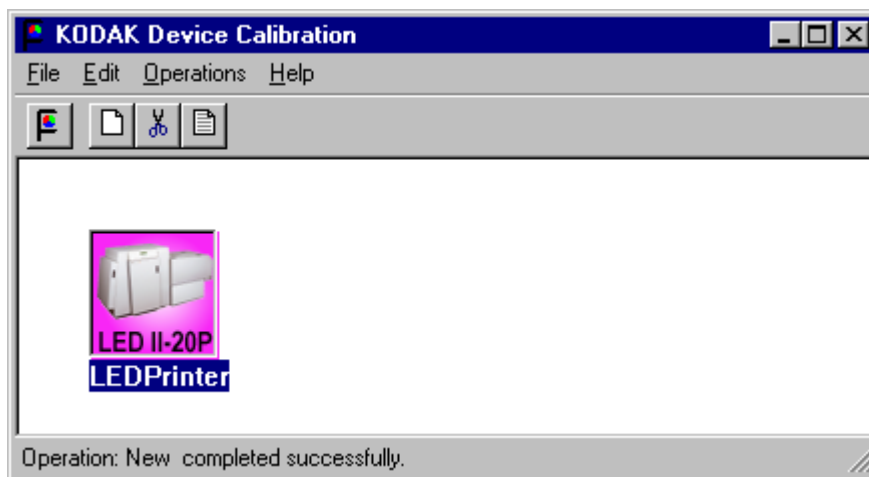 KODAK Device Calibration
File Edit Operations Help
LED II-20P
LEDPrinter
Operation: New  completed successfully.